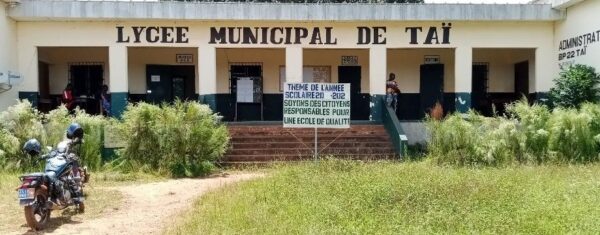 LYCEE MUNICIPAL DE TAÏ
ADMINISTRAT
BP 22 TAÏ
THEME DE L'ANNEE
SCOLAIRE 20 -202
SOYONS DES CITOYENS
RESPONSABLES POUR
UNE ECOLE DE QUALITE